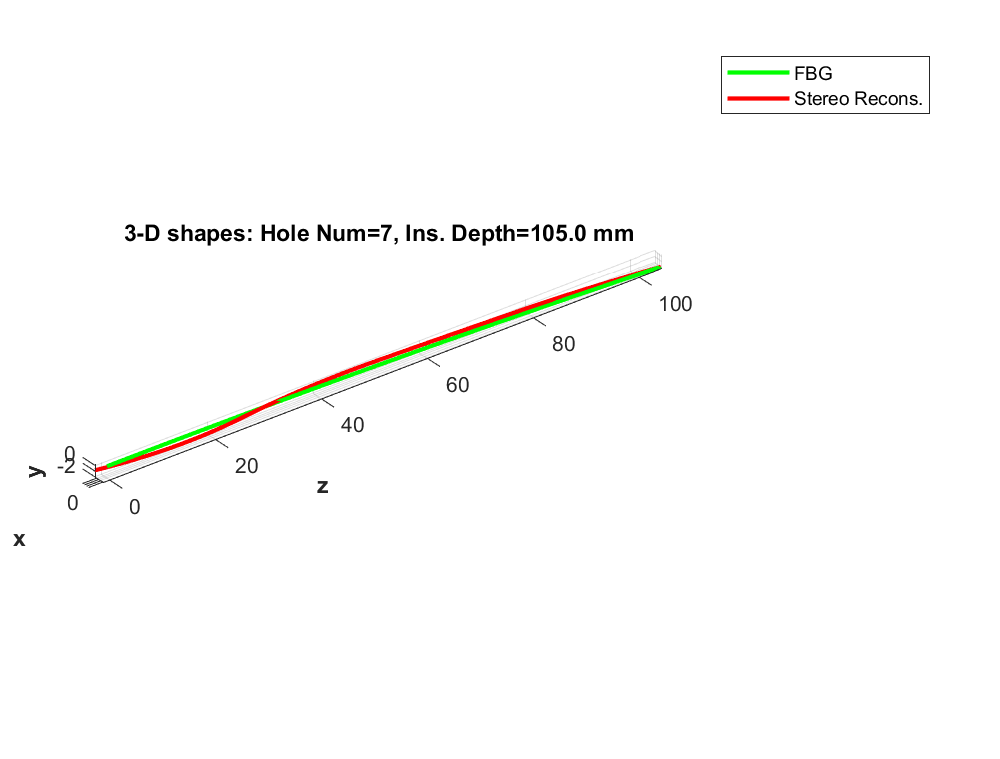 FBG
Stereo Recons.
3-D shapes: Hole Num=7, Ins. Depth=105.0 mm
100
80
60
40
20
0
z
0
-2
y
0
x